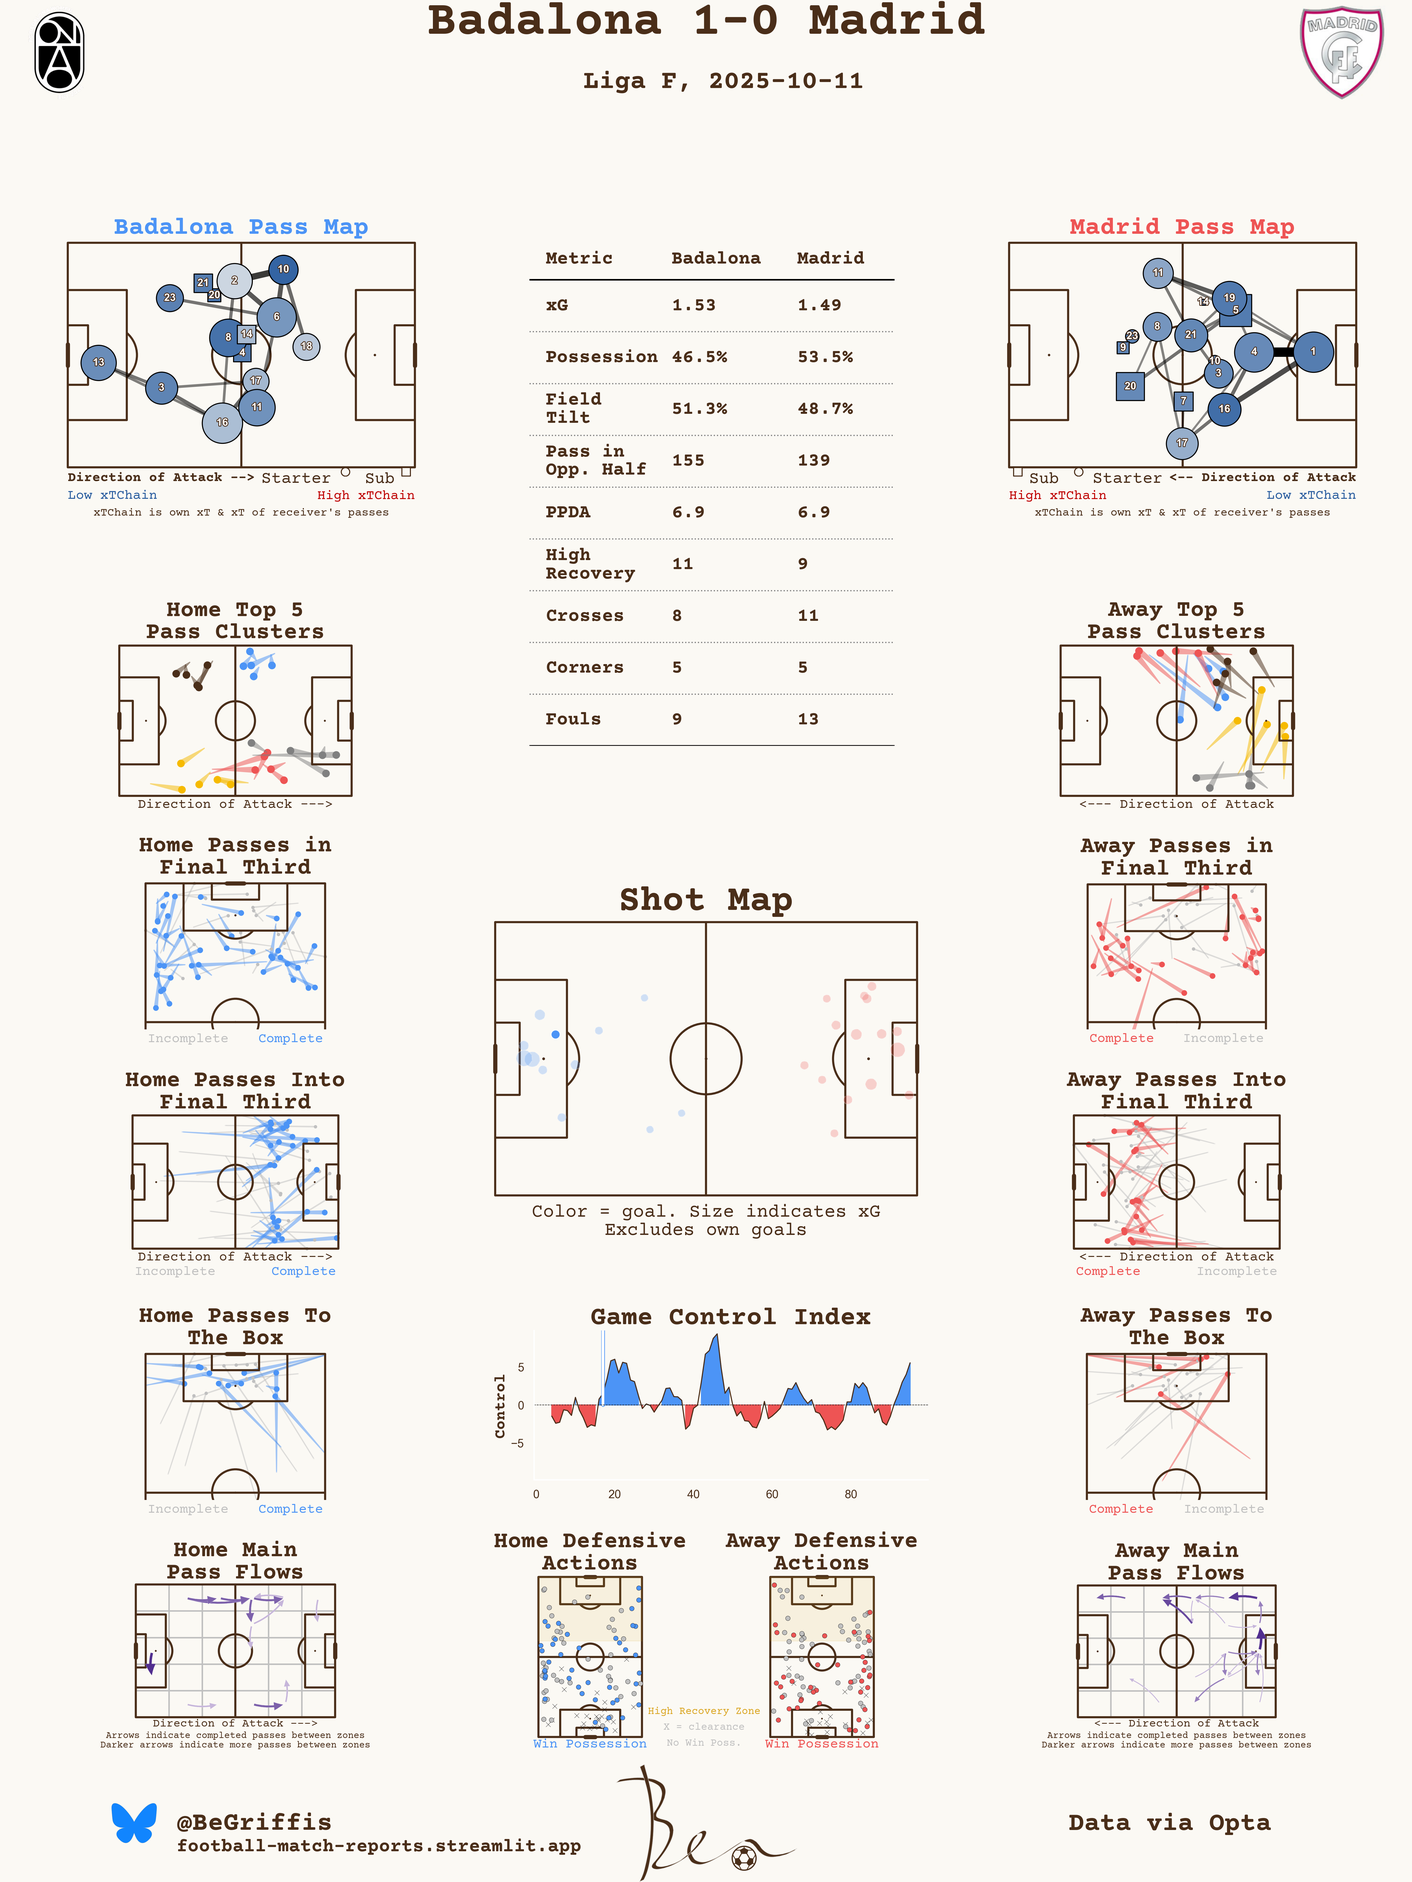 Badalona 1-0 Madrid
Liga F, 2025-10-11
MADRID
Badalona Pass Map
21
2
10
20
23
6
8
14
4
18
13
3
17
11
16
Direction of Attack --> Starter Sub
Low xTChain High xTChain
xTChain is own xT & xT of receiver's passes
Metric Badalona Madrid
xG 1.53 1.49
Possession 46.5% 53.5%
Field
Tilt 51.3% 48.7%
Pass in
Opp. Half 155 139
PPDA 6.9 6.9
High
Recovery 11 9
Crosses 8 11
Corners 5 5
Fouls 9 13
Madrid Pass Map
11
14
19
5
8
23
21
9
10
4
1
3
20
7
16
17
Sub Starter <-- Direction of Attack
High xTChain Low xTChain
xTChain is own xT & xT of receiver's passes
Home Top 5
Pass Clusters
Direction of Attack --->
Away Top 5
Pass Clusters
<--- Direction of Attack
Home Passes in
Final Third
Incomplete Complete
Away Passes in
Final Third
Complete Incomplete
Shot Map
Color = goal. Size indicates xG
Excludes own goals
Home Passes Into
Final Third
Direction of Attack --->
Incomplete Complete
Away Passes Into
Final Third
<--- Direction of Attack
Complete Incomplete
Home Passes To
The Box
Incomplete Complete
Game Control Index
Control
5
0
−5
0 20 40 60 80
Away Passes To
The Box
Complete Incomplete
Home Main
Pass Flows
Direction of Attack --->
Arrows indicate completed passes between zones
Darker arrows indicate more passes between zones
Home Defensive
Actions
Win Possession
High Recovery Zone
X = clearance
No Win Poss.
Away Defensive
Actions
Win Possession
Away Main
Pass Flows
<--- Direction of Attack
Arrows indicate completed passes between zones
Darker arrows indicate more passes between zones
@BeGriffis
football-match-reports.streamlit.app
Ben
Data via Opta